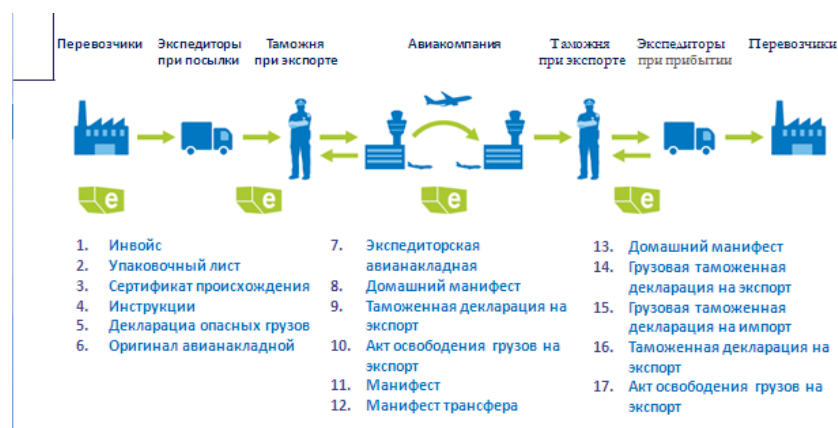 Перевозчики
Экспедиторы
при посылки
Таможня
при экспорте
Авиакомпания
Таможня
при экспорте
Экспедиторы
при прибытии
Перевозчики
e
e
e
e
1. Инвойс
2. Упаковочный лист
3. Сертификат происхождения
4. Инструкции
5. Декларациа опасных грузов
6. Оригинал авианакладной
7. Экспедиторская
авианакладная
8. Домашний манифест
9. Таможенная декларация на
экспорт
10. Акт освободения грузов на
экспорт
11. Манифест
12. Манифест трансфера
13. Домашний манифест
14. Грузовая таможенная
декларация на экспорт
15. Грузовая таможенная
декларация на импорт
16. Таможенная декларация на
экспорт
17. Акт освободения грузов на
экспорт